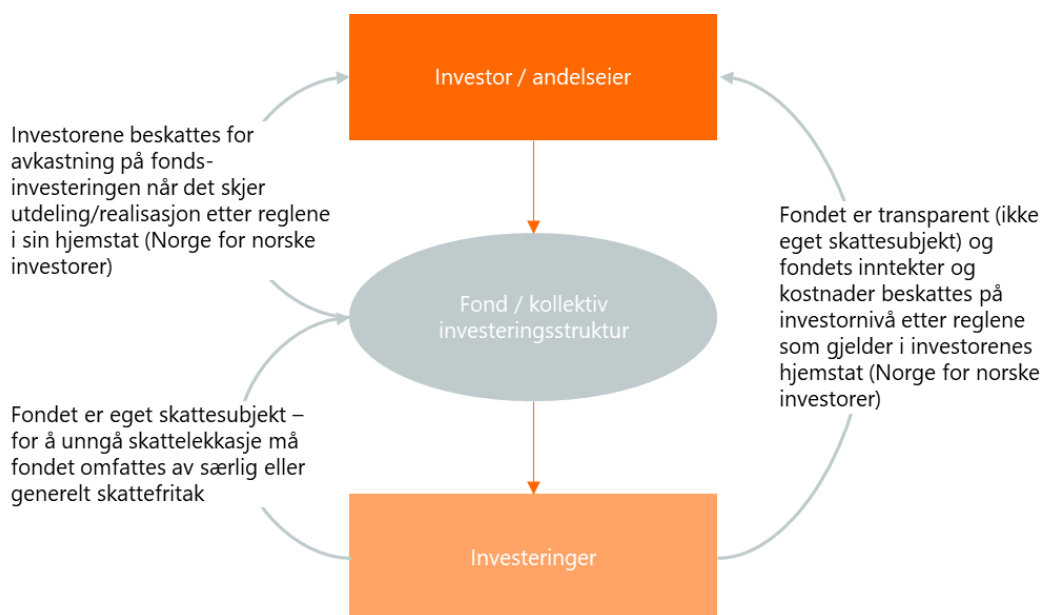 Investor / andelseier
Investorene beskattes for
avkastning på fonds-
investeringen når det skjer
utdeling/realisasjon etter reglene
i sin hjemstat (Norge for norske
investorer)
Fondet er transparent (ikke
eget skattesubjekt) og
fondets inntekter og
kostnader beskattes på
investornivå etter reglene
som gjelder i investorenes
hjemstat (Norge for norske
investorer)
Fond / kollektiv
investeringsstruktur
Fondet er eget skattesubjekt –
for å unngå skattelekkasje må
fondet omfattes av særlig eller
generelt skattefritak
Investeringer